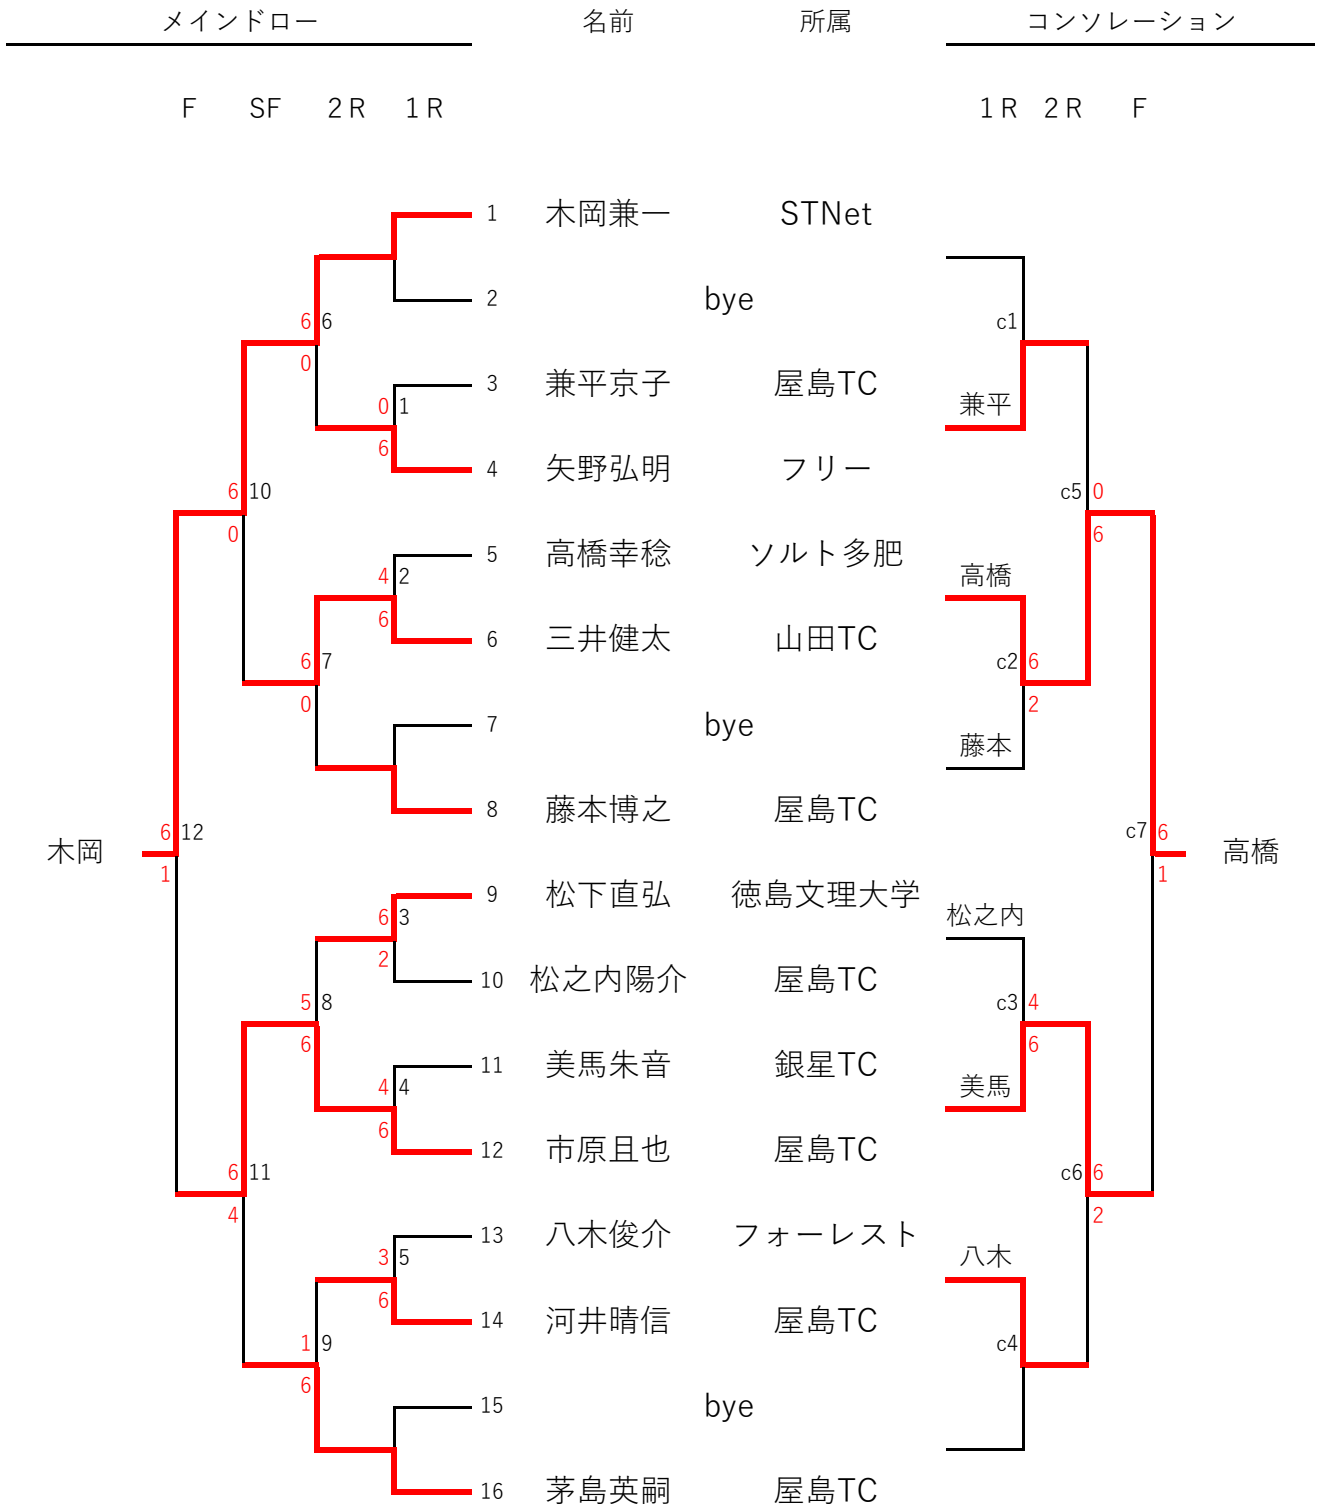 メインドロー 名前 所属 コンソレーション
F SF 2R 1R 1R 2R F
1 木岡兼一 STNet
2 bye
6 6 c1
0
3 兼平京子 屋島TC
0 1 兼平
6
4 矢野弘明 フリー
6 10 c5 0
0 6
5 高橋幸稔 ソルト多肥
4 2 高橋
6
6 三井健太 山田TC
6 7 c2 6
0 2
7 bye
藤本
8 藤本博之 屋島TC
木岡 6 12 c7 6 高橋
1 1
9 松下直弘 徳島文理大学
6 3 松之内
2
10 松之内陽介 屋島TC
5 8 c3 4
6 6
11 美馬朱音 銀星TC
4 4 美馬
6
12 市原且也 屋島TC
6 11 c6 6
4 2
13 八木俊介 フォーレスト
3 5 八木
6
14 河井晴信 屋島TC
1 9 c4
6
15 bye
16 茅島英嗣 屋島TC